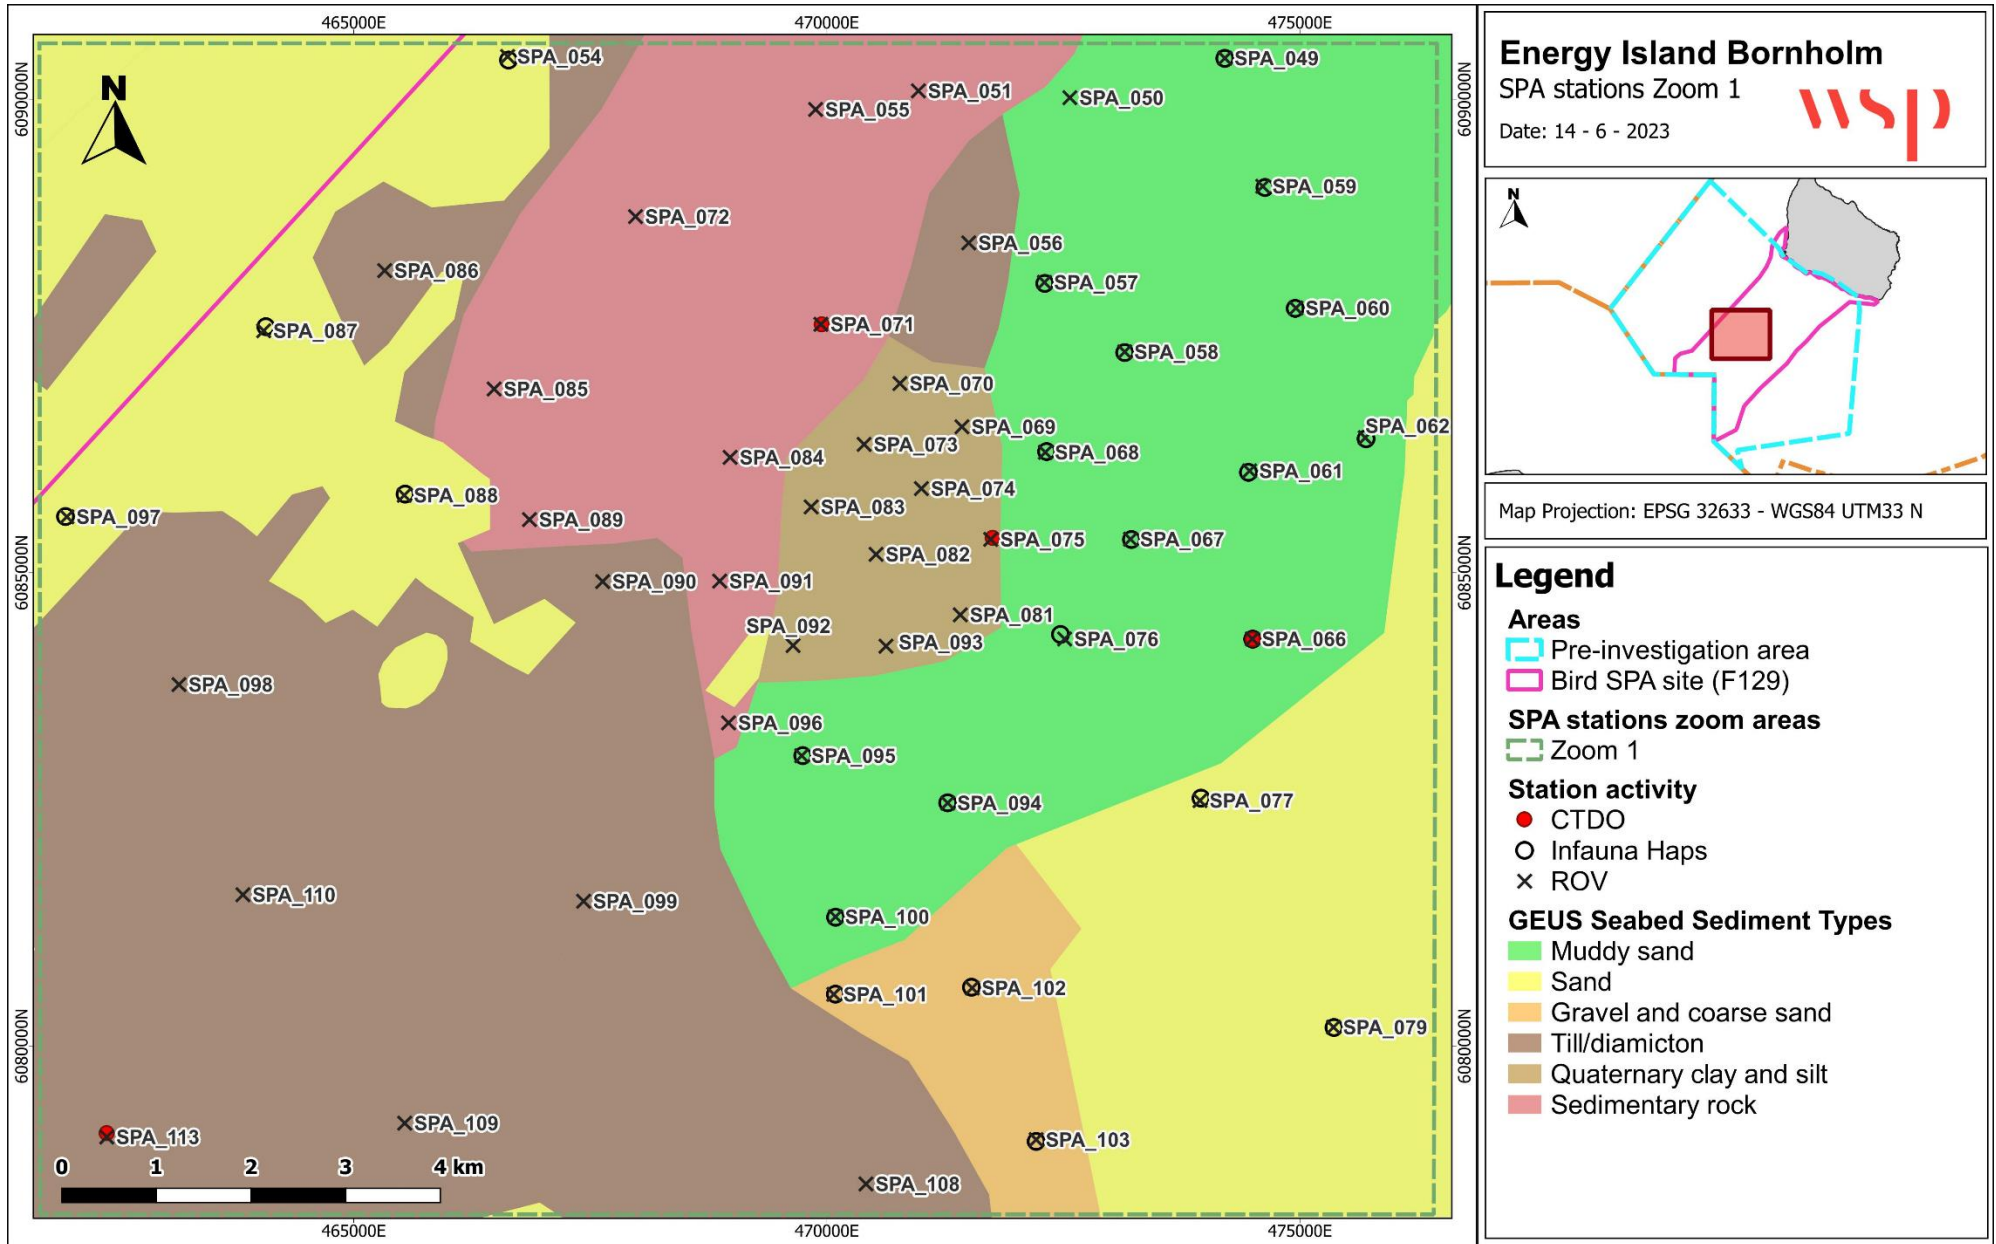 465000E
470000E
475000E
6090000N
6085000N
6080000N
N
SPA_054
SPA_049
SPA_051
SPA_050
SPA_055
SPA_059
SPA_072
SPA_056
SPA_086
SPA_057
SPA_060
SPA_087
SPA_071
SPA_058
SPA_070
SPA_085
SPA_069
SPA_062
SPA_073
SPA_068
SPA_084
SPA_061
SPA_074
SPA_088
SPA_083
SPA_097
SPA_089
SPA_075
SPA_067
SPA_082
SPA_090
SPA_091
SPA_081
SPA_092
SPA_093
SPA_076
SPA_066
SPA_098
SPA_096
SPA_095
SPA_094
SPA_077
SPA_110
SPA_099
SPA_100
SPA_101
SPA_102
SPA_079
SPA_109
SPA_113
SPA_103
SPA_108
0 1 2 3 4 km
465000E
470000E
475000E
6090000N
6085000N
6080000N
Energy Island Bornholm
SPA stations Zoom 1
Date: 14 - 6 - 2023
wsp
N
Map Projection: EPSG 32633 - WGS84 UTM33 N
Legend
Areas
Pre-investigation area
Bird SPA site (F129)
SPA stations zoom areas
Zoom 1
Station activity
CTDO
Infauna Haps
ROV
GEUS Seabed Sediment Types
Muddy sand
Sand
Gravel and coarse sand
Till/diamicton
Quaternary clay and silt
Sedimentary rock